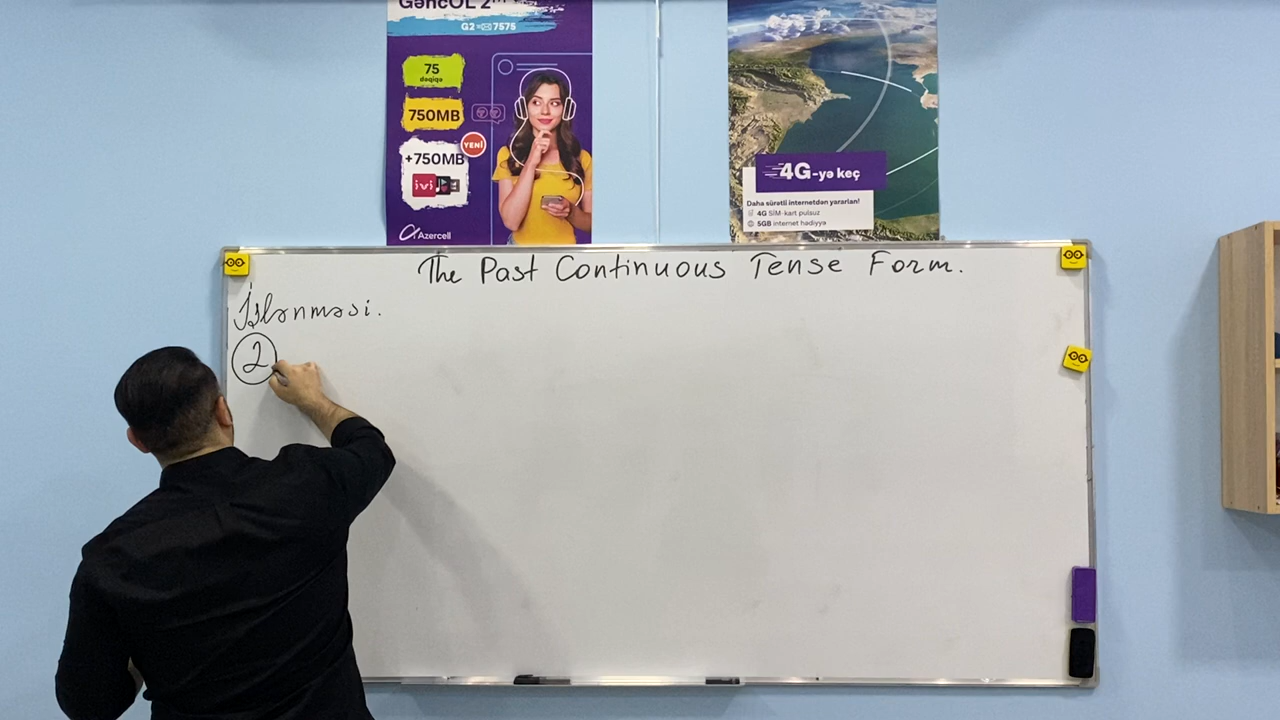 GəncOL 2
G2 7575
75
dəqiqə
750MB
YENİ
+750MB
ivi
Azercell
4G-yə keç
Daha sürətli internetdən yararlan!
4G SİM-kart pulsuz
5GB internet hədiyyə
The Past Continuous Tense Form.
İşlənməsi.
2